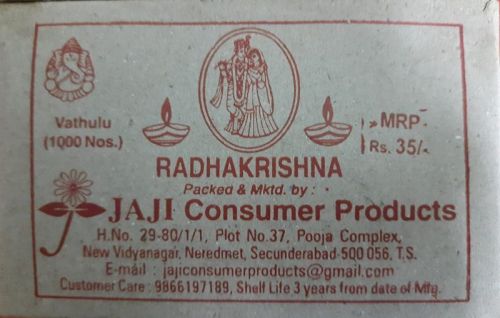 Vathulu
(1000 Nos.)
MRP
Rs. 35/-
RADHAKRISHNA
Packed & Mktd. by :
JAJI Consumer Products
H.No. 29-80/1/1, Plot No.37, Pooja Complex,
New Vidyanagar, Neredmet, Secunderabad-500 056, T.S.
E-mail : jajiconsumerproducts@gmail.com
Customer Care : 9866197189, Shelf Life 3 years from date of Mfg.